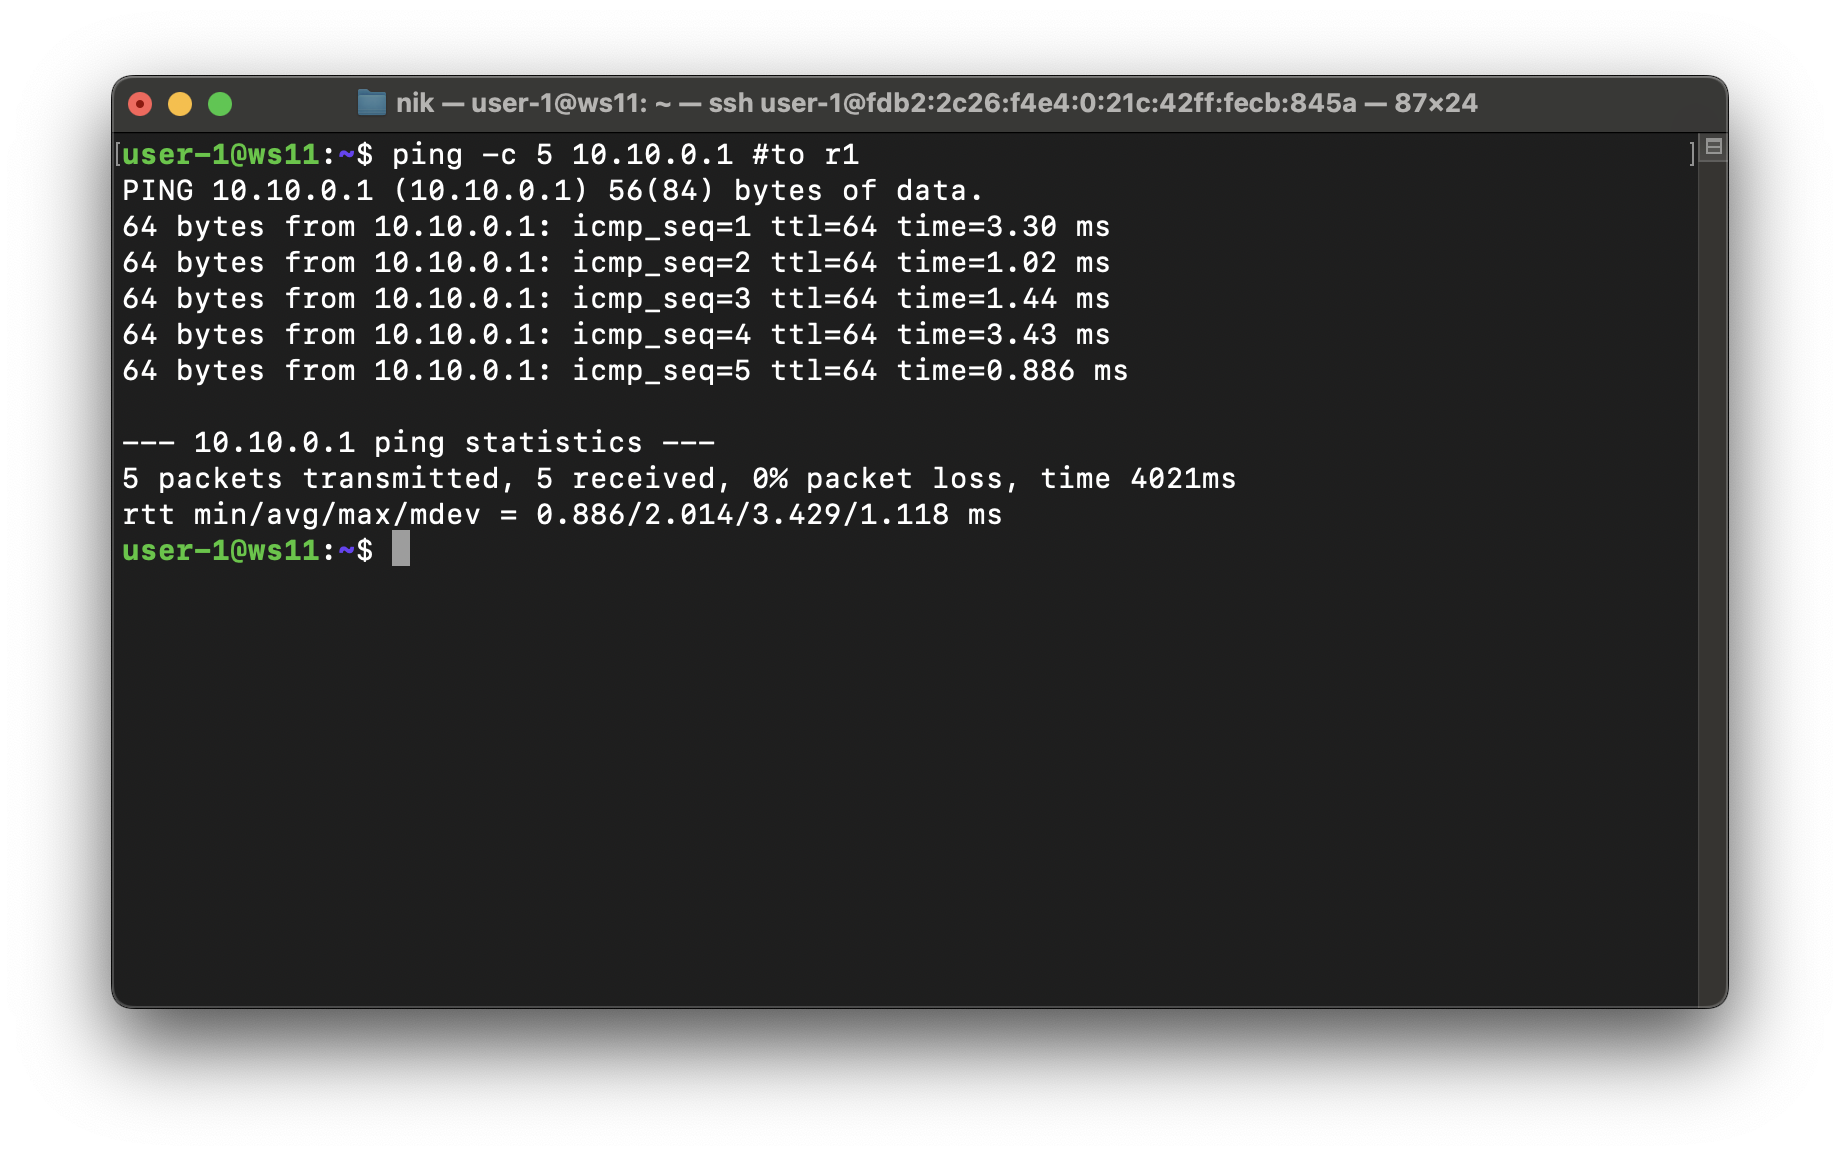 nik — user-1@ws11: ~ — ssh user-1@fdb2:2c26:f4e4:0:21c:42ff:fecb:845a — 87×24
[user-1@ws11:~$ ping -c 5 10.10.0.1 #to r1 ]
PING 10.10.0.1 (10.10.0.1) 56(84) bytes of data.
64 bytes from 10.10.0.1: icmp_seq=1 ttl=64 time=3.30 ms
64 bytes from 10.10.0.1: icmp_seq=2 ttl=64 time=1.02 ms
64 bytes from 10.10.0.1: icmp_seq=3 ttl=64 time=1.44 ms
64 bytes from 10.10.0.1: icmp_seq=4 ttl=64 time=3.43 ms
64 bytes from 10.10.0.1: icmp_seq=5 ttl=64 time=0.886 ms
--- 10.10.0.1 ping statistics ---
5 packets transmitted, 5 received, 0% packet loss, time 4021ms
rtt min/avg/max/mdev = 0.886/2.014/3.429/1.118 ms
user-1@ws11:~$